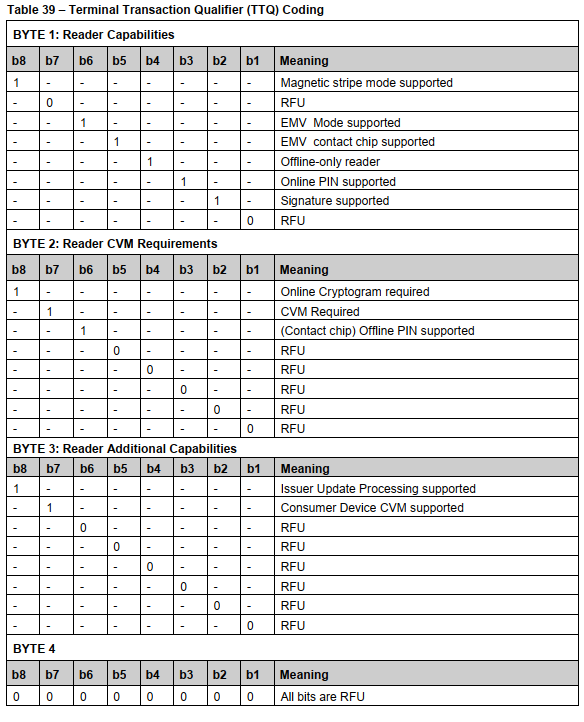 Table 39 – Terminal Transaction Qualifier (TTQ) Coding
BYTE 1: Reader Capabilities
b8 b7 b6 b5 b4 b3 b2 b1 Meaning
1 - - - - - - - Magnetic stripe mode supported
- 0 - - - - - - RFU
- - 1 - - - - - EMV Mode supported
- - - 1 - - - - EMV contact chip supported
- - - - 1 - - - Offline-only reader
- - - - - 1 - - Online PIN supported
- - - - - - 1 - Signature supported
- - - - - - - 0 RFU
BYTE 2: Reader CVM Requirements
b8 b7 b6 b5 b4 b3 b2 b1 Meaning
1 - - - - - - - Online Cryptogram required
- 1 - - - - - - CVM Required
- - 1 - - - - - (Contact chip) Offline PIN supported
- - - 0 - - - - RFU
- - - - 0 - - - RFU
- - - - - 0 - - RFU
- - - - - - 0 - RFU
- - - - - - - 0 RFU
BYTE 3: Reader Additional Capabilities
b8 b7 b6 b5 b4 b3 b2 b1 Meaning
1 - - - - - - - Issuer Update Processing supported
- 1 - - - - - - Consumer Device CVM supported
- - 0 - - - - - RFU
- - - 0 - - - - RFU
- - - - 0 - - - RFU
- - - - - 0 - - RFU
- - - - - - 0 - RFU
- - - - - - - 0 RFU
BYTE 4
b8 b7 b6 b5 b4 b3 b2 b1 Meaning
0 0 0 0 0 0 0 0 All bits are RFU